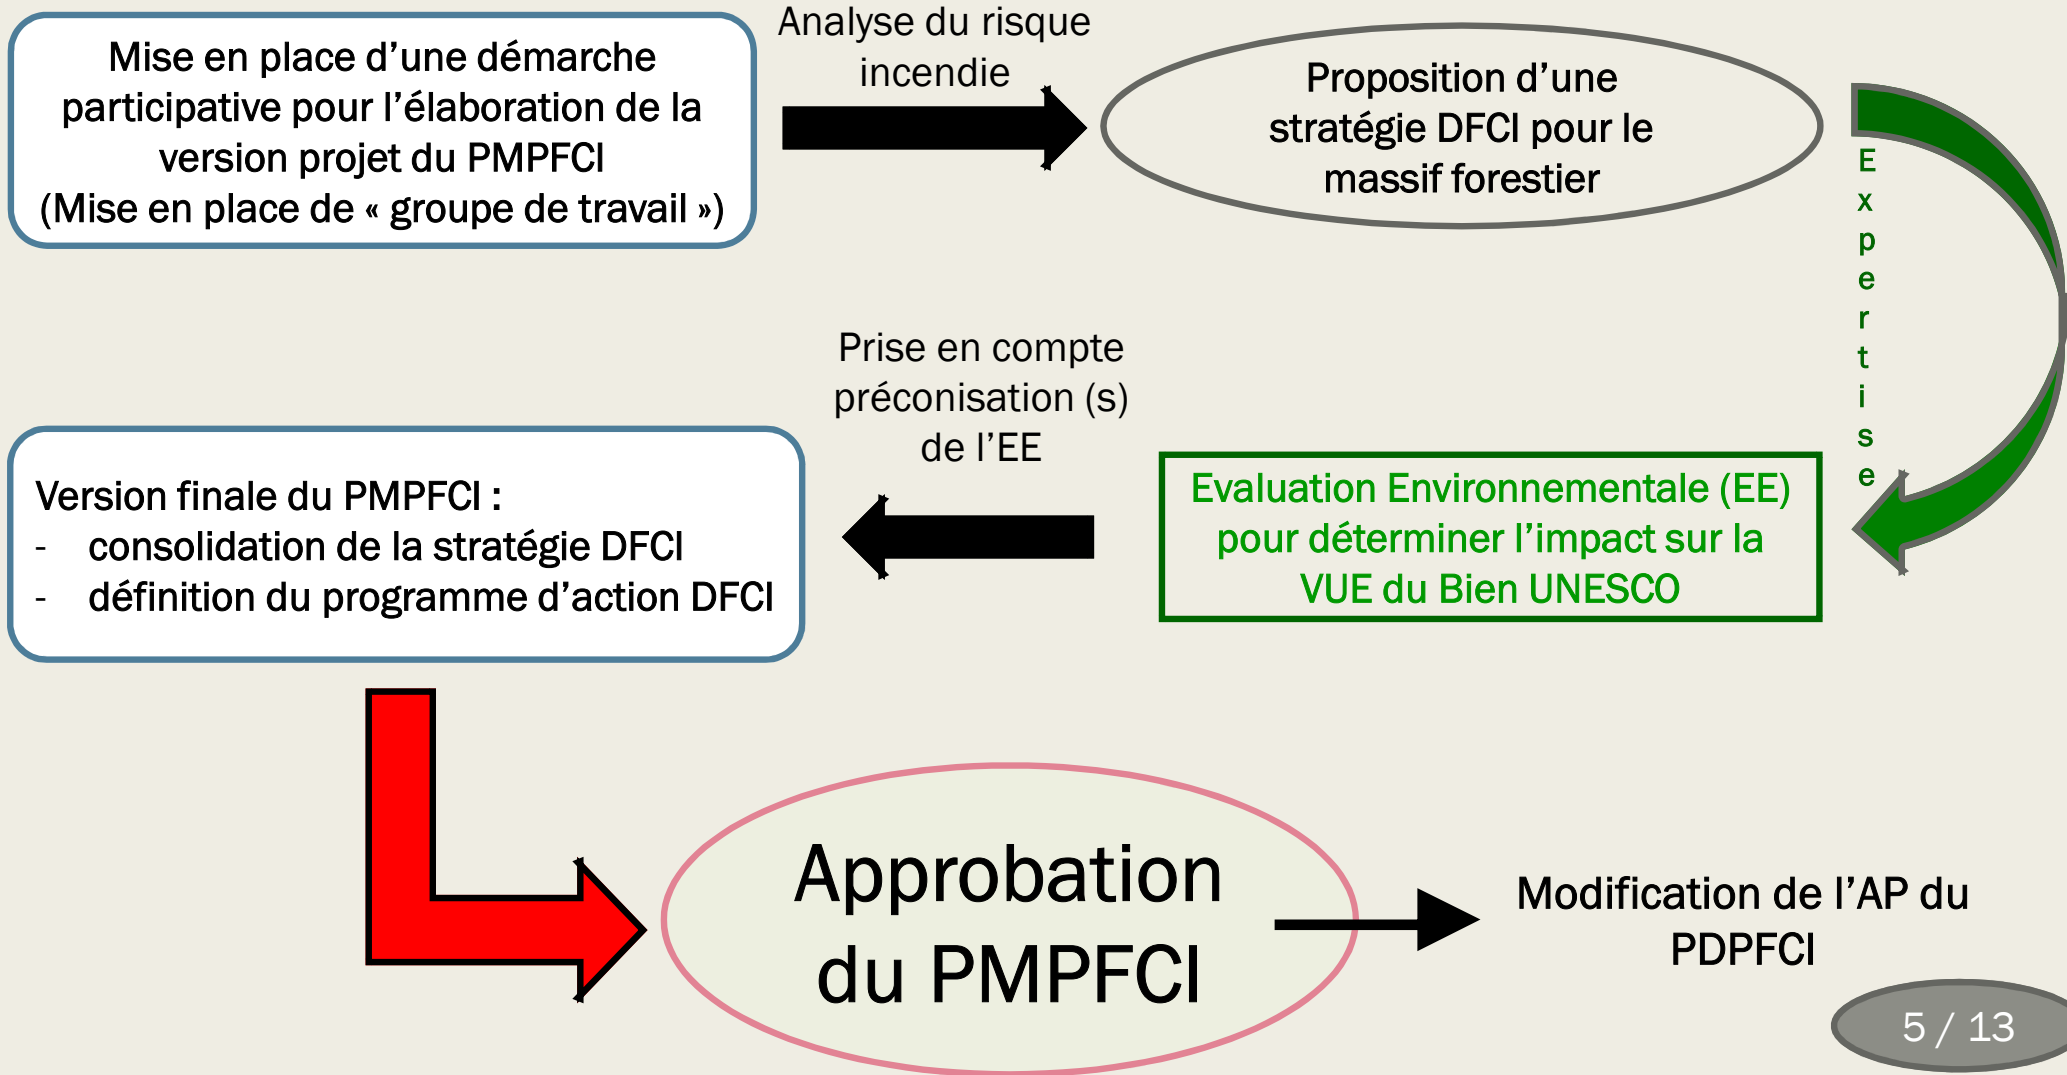 Mise en place d’une démarche
participative pour l’élaboration de la
version projet du PMPFCI
(Mise en place de « groupe de travail »)
Analyse du risque
incendie
Proposition d’une
stratégie DFCI pour le
massif forestier
Expertise
Evaluation Environnementale (EE)
pour déterminer l’impact sur la
VUE du Bien UNESCO
Prise en compte
préconisation (s)
de l’EE
Version finale du PMPFCI :
- consolidation de la stratégie DFCI
- définition du programme d’action DFCI
Approbation
du PMPFCI
Modification de l’AP du
PDPFCI
5 / 13